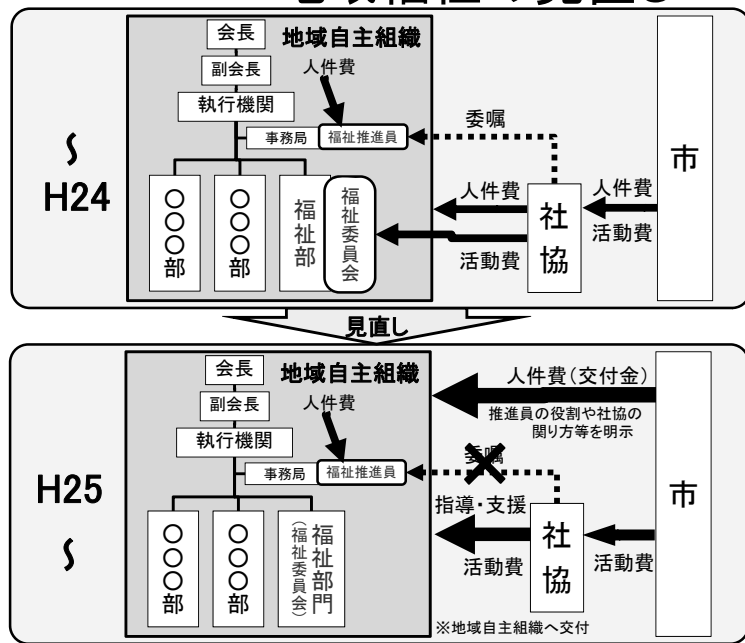 会長
地域自主組織
副会長
人件費
執行機関
委嘱
事務局
福祉推進員
市
〜
H24
人件費
人件費
〇〇〇部
〇〇〇部
福祉部
福祉委員会
社協
活動費
活動費
見直し
会長
地域自主組織
人件費(交付金)
副会長
人件費
推進員の役割や社協の
関り方等を明示
執行機関
委嘱
事務局
福祉推進員
市
H25
〜
指導・支援
〇〇〇部
〇〇〇部
福祉部門
(福祉委員会)
社協
活動費
活動費
※地域自主組織へ交付